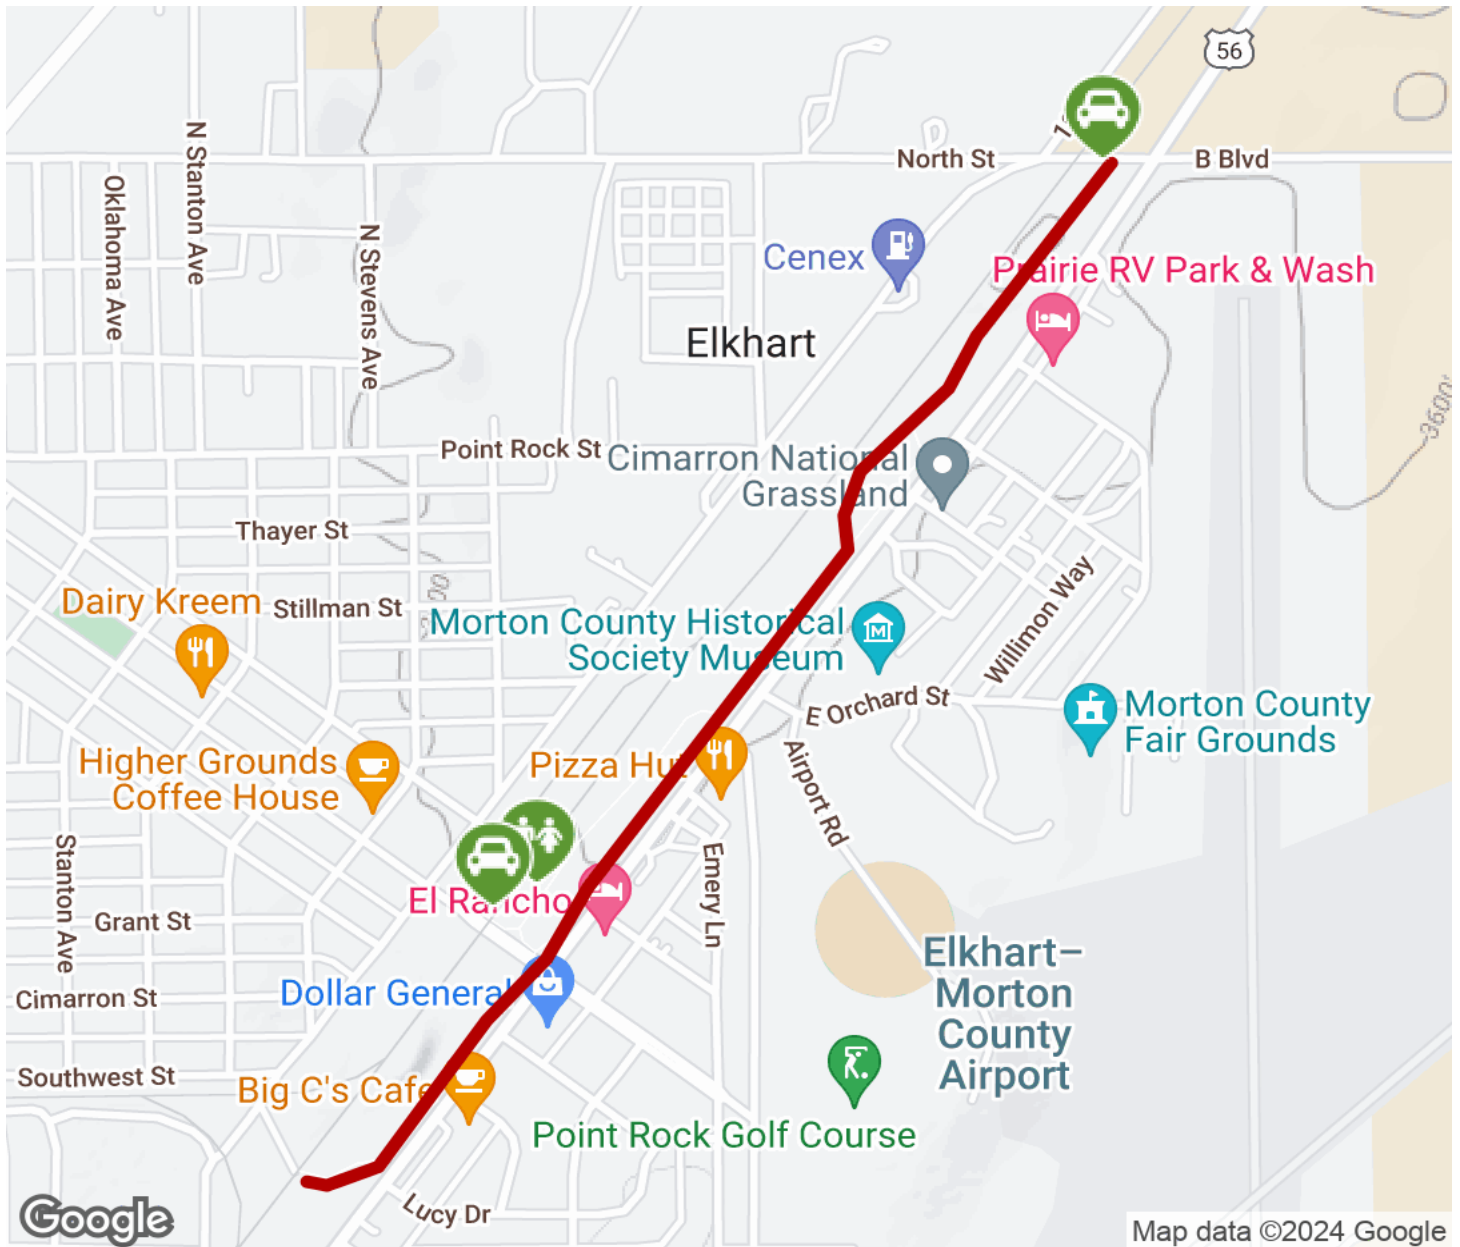 56
North St
B Blvd
N Stanton Ave
Oklahoma Ave
N Stevens Ave
Cenex
Prairie RV Park & Wash
Elkhart
3600
Point Rock St
Cimarron National
Grassland
Thayer St
Dairy Kreem
Stillman St
Willimon Way
Morton County Historical
Society Museum
E Orchard St
Morton County
Fair Grounds
Higher Grounds
Coffee House
Pizza Hut
Airport Rd
Stanton Ave
Emery Ln
El Rancho
Grant St
Elkhart–
Morton
County
Airport
Cimarron St
Dollar General
Southwest St
Big C's Cafe
Point Rock Golf Course
Lucy Dr
Google
Map data ©2024 Google